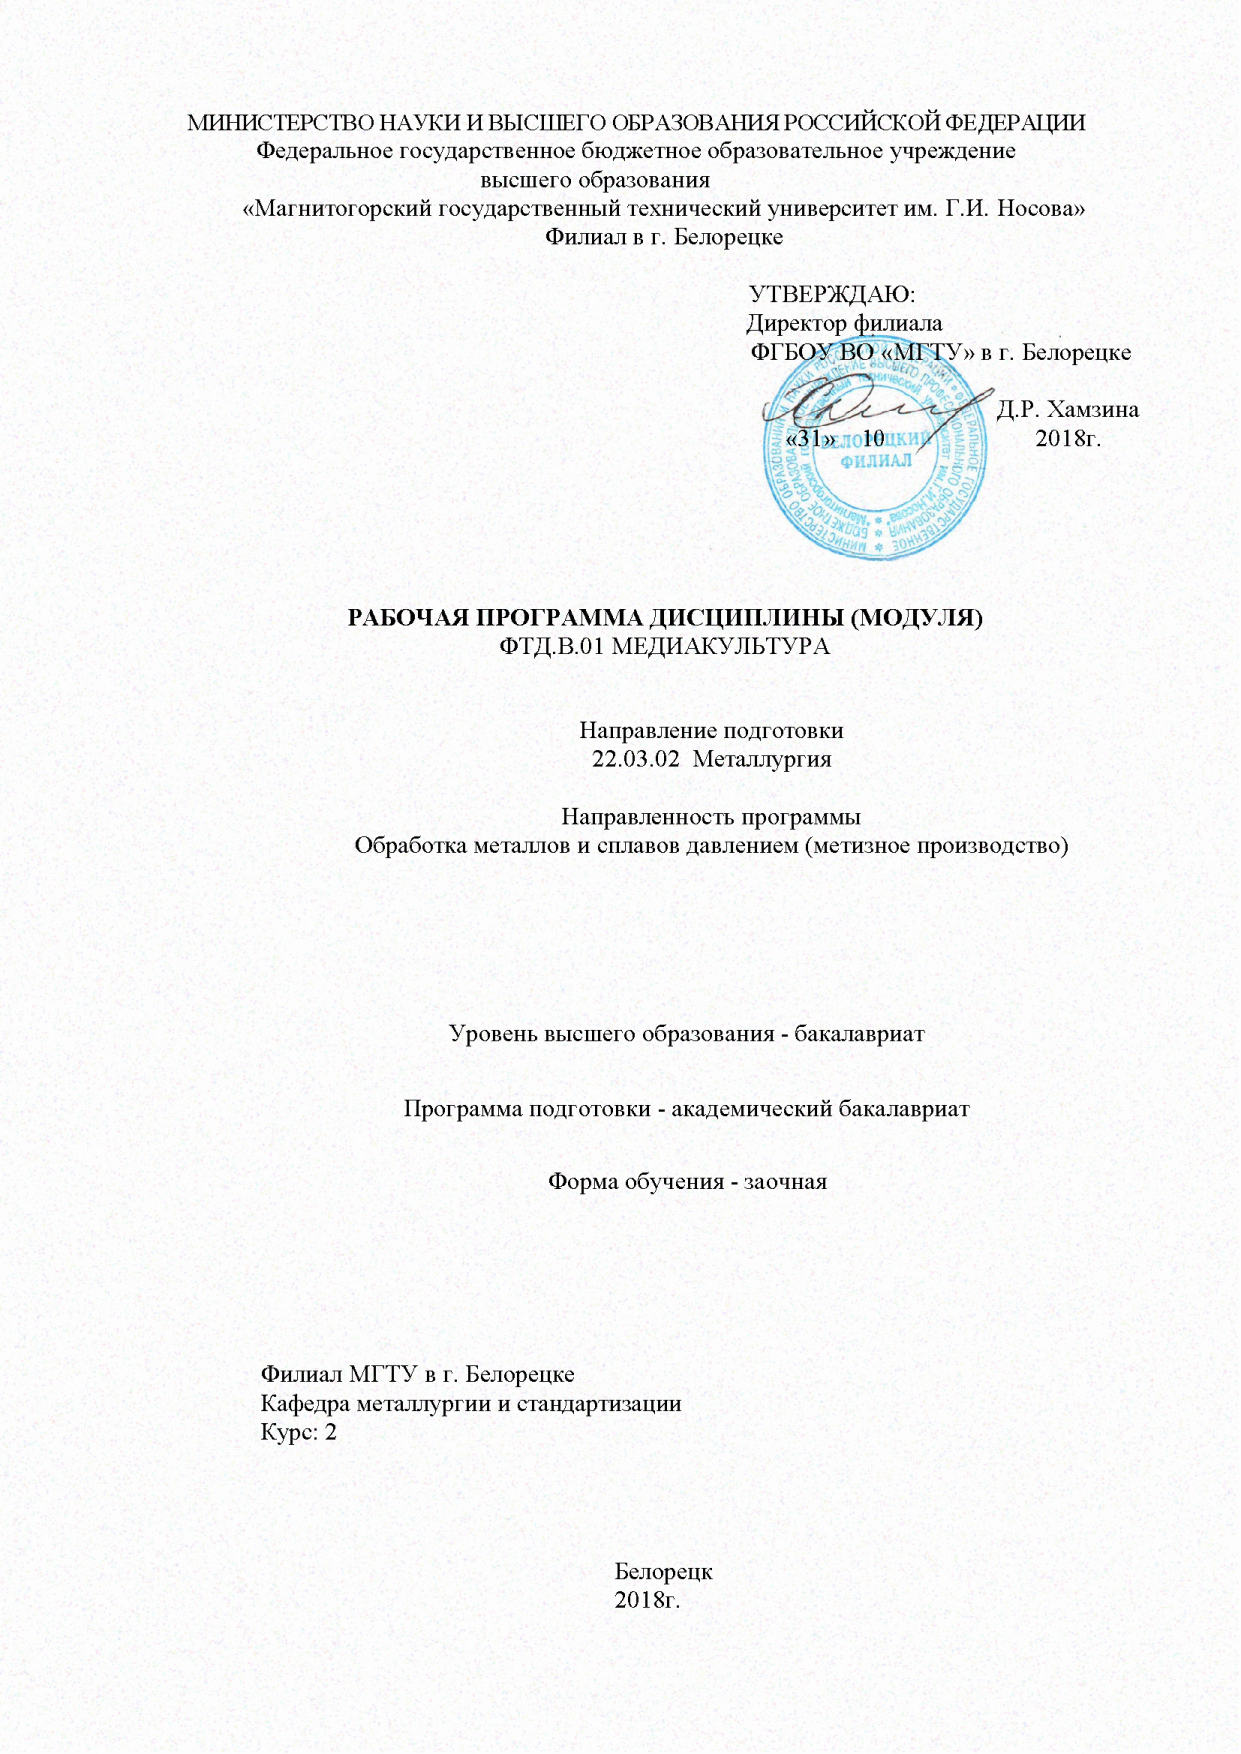 МИНИСТЕРСТВО НАУКИ И ВЫСШЕГО ОБРАЗОВАНИЯ РОССИЙСКОЙ ФЕДЕРАЦИИ
Федеральное государственное бюджетное образовательное учреждение
высшего образования
«Магнитогорский государственный технический университет им. Г.И. Носова»
Филиал в г. Белорецке
УТВЕРЖДАЮ:
Директор филиала
ФГБОУ ВО «МГТУ» в г. Белорецке
Д.Р. Хамзина
«31» 10 2018г.
БЕЛОРЕЦКИЙ
ФИЛИАЛ
РАБОЧАЯ ПРОГРАММА ДИСЦИПЛИНЫ (МОДУЛЯ)
ФТД.В.01 МЕДИАКУЛЬТУРА
Направление подготовки
22.03.02 Металлургия
Направленность программы
Обработка металлов и сплавов давлением (метизное производство)
Уровень высшего образования - бакалавриат
Программа подготовки - академический бакалавриат
Форма обучения - заочная
Филиал МГТУ в г. Белорецке
Кафедра металлургии и стандартизации
Курс: 2
Белорецк
2018г.